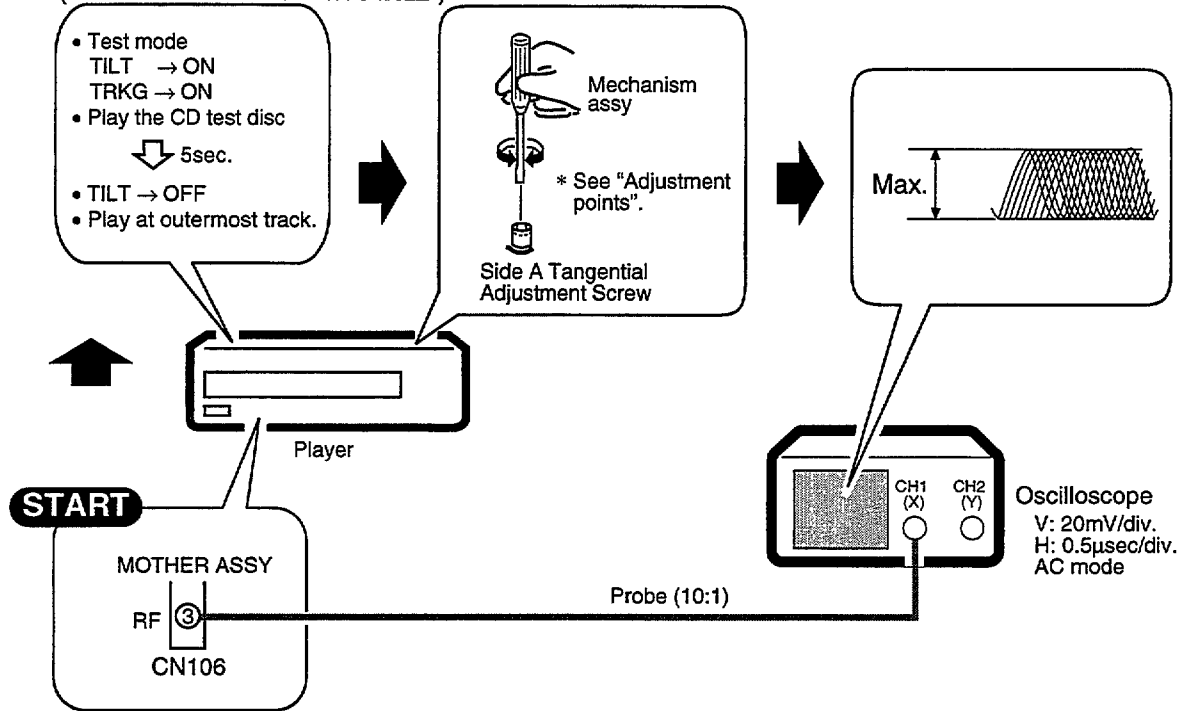 • Test mode
TILT → ON
TRKG → ON
• Play the CD test disc
5sec.
• TILT → OFF
• Play at outermost track.
Mechanism
assy
* See “Adjustment
points”.
Side A Tangential
Adjustment Screw
Max.
Player
START
MOTHER ASSY
RF ③
CN106
Probe (10:1)
CH1
(X)
CH2
(Y)
Oscilloscope
V: 20mV/div.
H: 0.5µsec/div.
AC mode